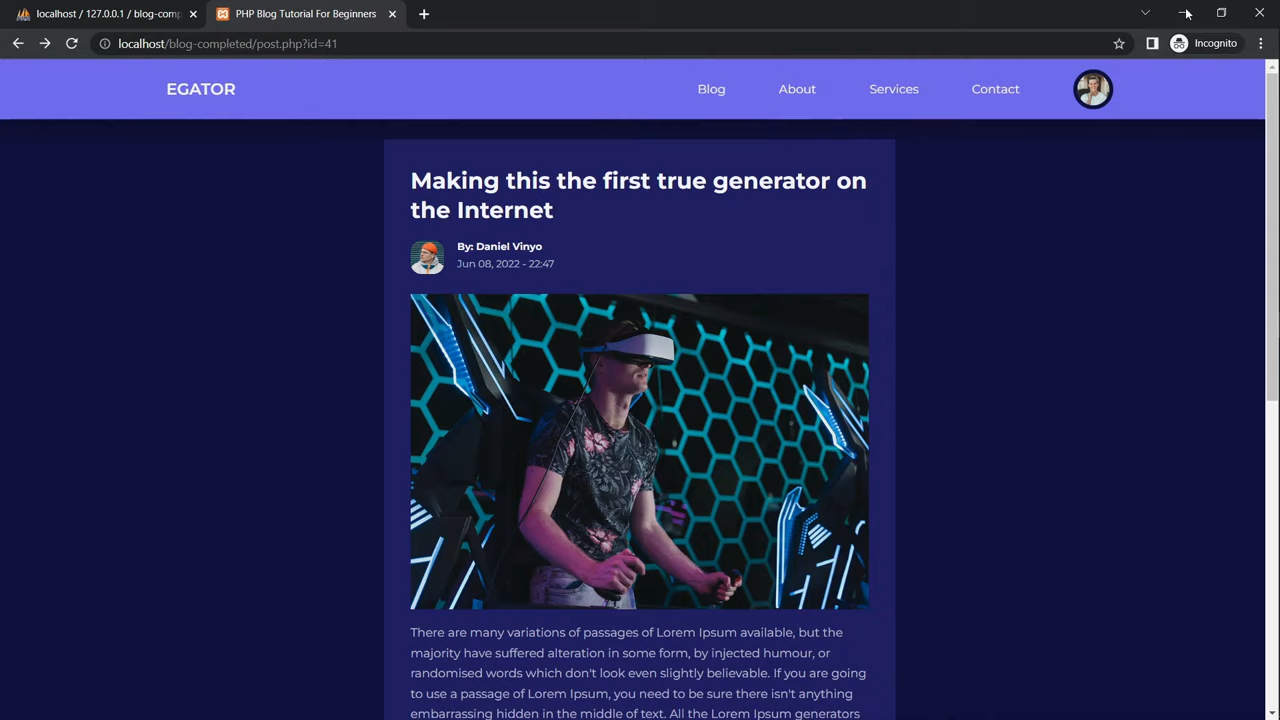 localhost / 127.0.0.1 / blog-comp
PHP Blog Tutorial For Beginners
localhost/blog-completed/post.php?id=41
Incognito
EGATOR
Blog
About
Services
Contact
Making this the first true generator on
the Internet
By: Daniel Vinyo
Jun 08, 2022 - 22:47
There are many variations of passages of Lorem Ipsum available, but the
majority have suffered alteration in some form, by injected humour, or
randomised words which don't look even slightly believable. If you are going
to use a passage of Lorem Ipsum, you need to be sure there isn't anything
embarrassing hidden in the middle of text. All the Lorem Ipsum generators